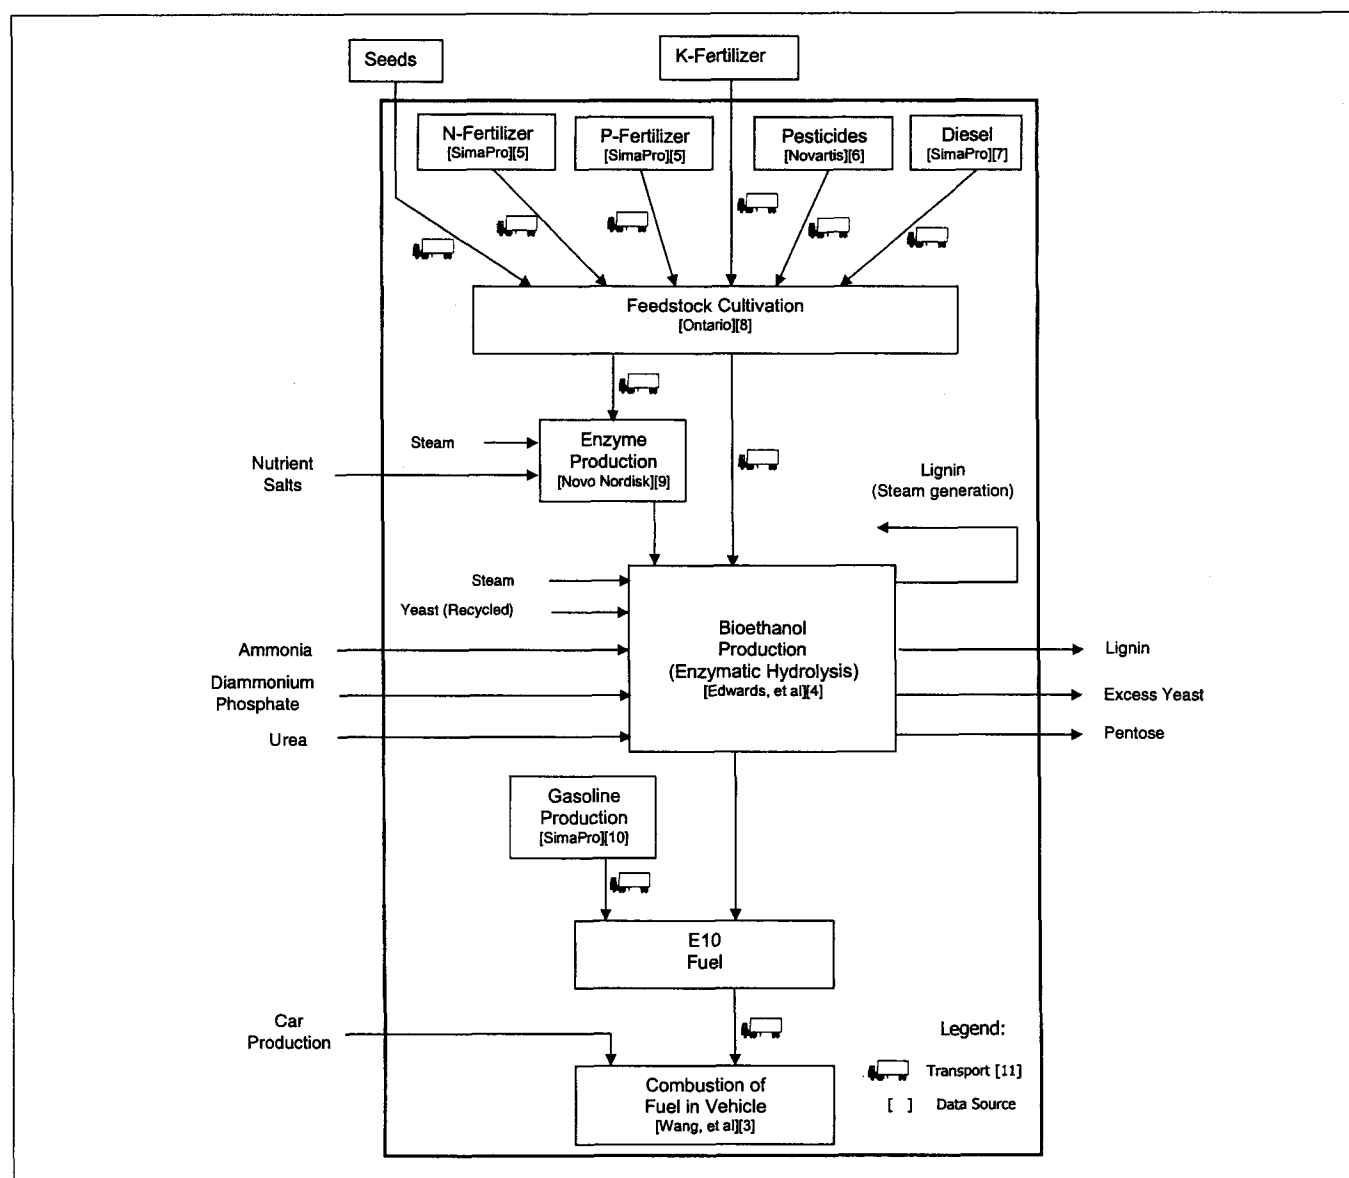 Seeds
K-Fertilizer
N-Fertilizer
[SimaPro][5]
P-Fertilizer
[SimaPro][5]
Pesticides
[Novartis][6]
Diesel
[SimaPro][7]
Feedstock Cultivation
[Ontario][8]
Steam
Nutrient
Salts
Enzyme
Production
[Novo Nordisk][9]
Lignin
(Steam generation)
Steam
Yeast (Recycled)
Ammonia
Diammonium
Phosphate
Urea
Bioethanol
Production
(Enzymatic Hydrolysis)
[Edwards, et al][4]
Lignin
Excess Yeast
Pentose
Gasoline
Production
[SimaPro][10]
E10
Fuel
Car
Production
Combustion of
Fuel in Vehicle
[Wang, et al][3]
Legend:
Transport [11]
[ ] Data Source